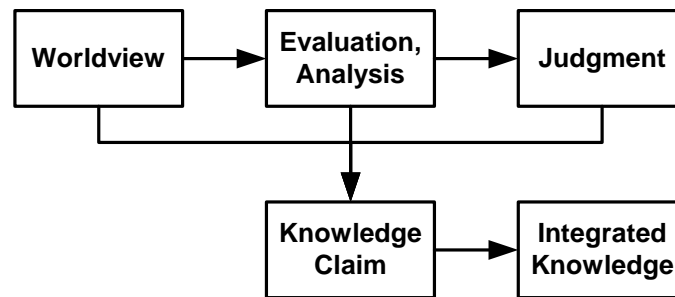 Worldview
Evaluation,
Analysis
Judgment
Knowledge
Claim
Integrated
Knowledge